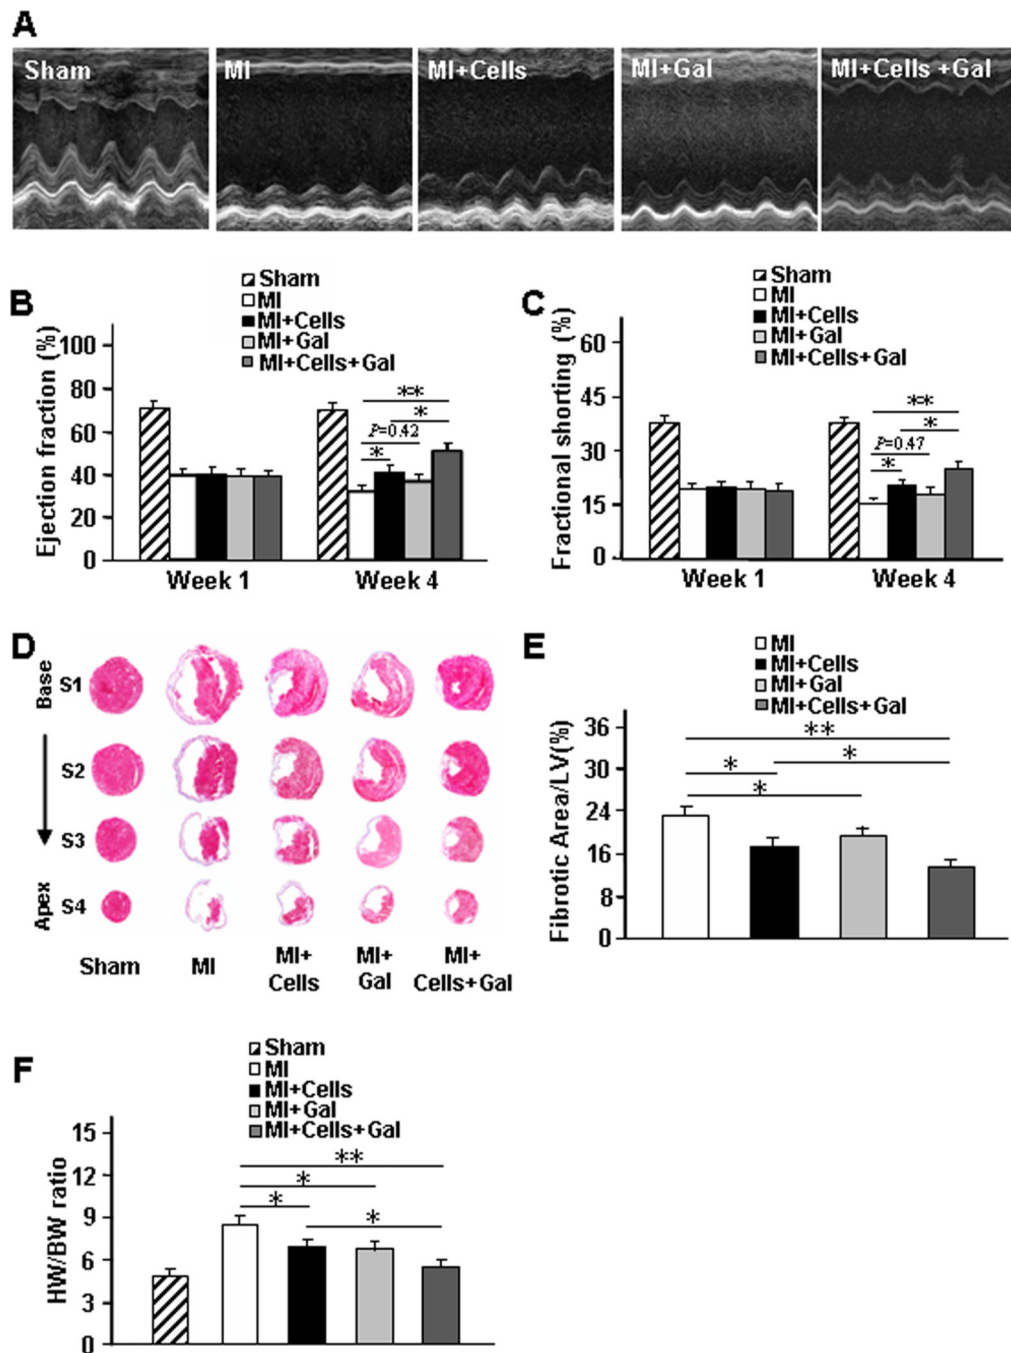 A
Sham
MI
MI+Cells
MI+Gal
MI+Cells +Gal
B
Sham
MI
MI+Cells
MI+Gal
MI+Cells+Gal
Ejection fraction (%)
100
80
60
40
20
0
**
*
P=0.42
*
Week 1
Week 4
C
Sham
MI
MI+Cells
MI+Gal
MI+Cells+Gal
Fractional shorting (%)
60
45
30
15
0
**
*
P=0.47
*
Week 1
Week 4
D
Base
Apex
S1
S2
S3
S4
Sham
MI
MI+
Cells
MI+
Gal
MI+
Cells+Gal
E
MI
MI+Cells
MI+Gal
MI+Cells+Gal
Fibrotic Area/LV(%)
36
30
24
16
8
0
**
*
*
*
F
Sham
MI
MI+Cells
MI+Gal
MI+Cells+Gal
HW/BW ratio
15
12
9
6
3
0
**
*
*
*